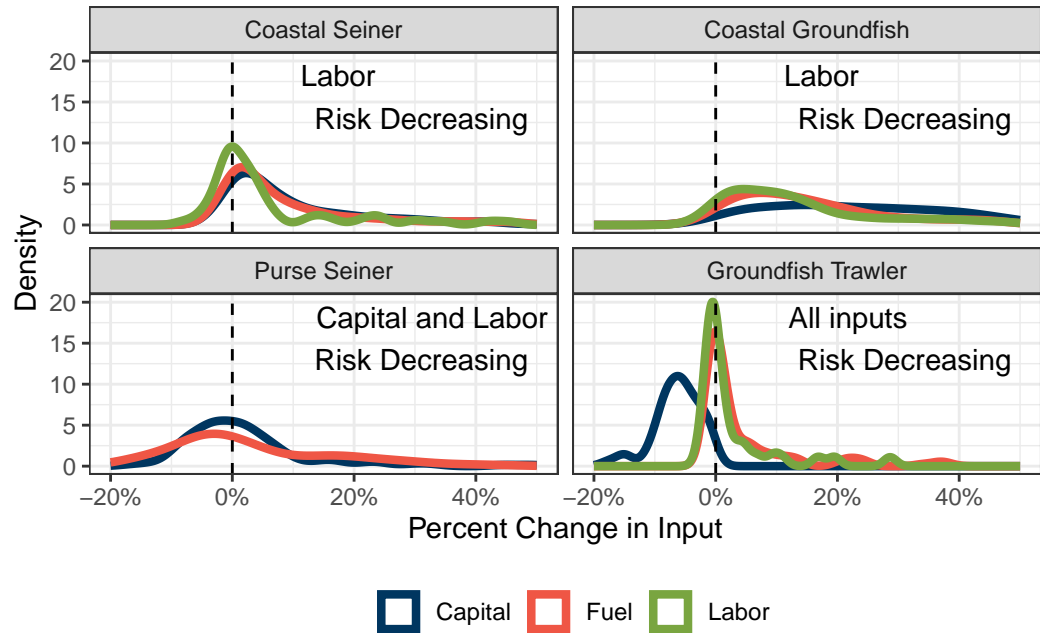 Coastal Seiner
Coastal Groundfish
20
15
10
5
0
Labor
Risk Decreasing
Labor
Risk Decreasing
Density
Purse Seiner
Groundfish Trawler
20
15
10
5
0
Capital and Labor
Risk Decreasing
All inputs
Risk Decreasing
−20% 0% 20% 40% −20% 0% 20% 40%
Percent Change in Input
Capital Fuel Labor